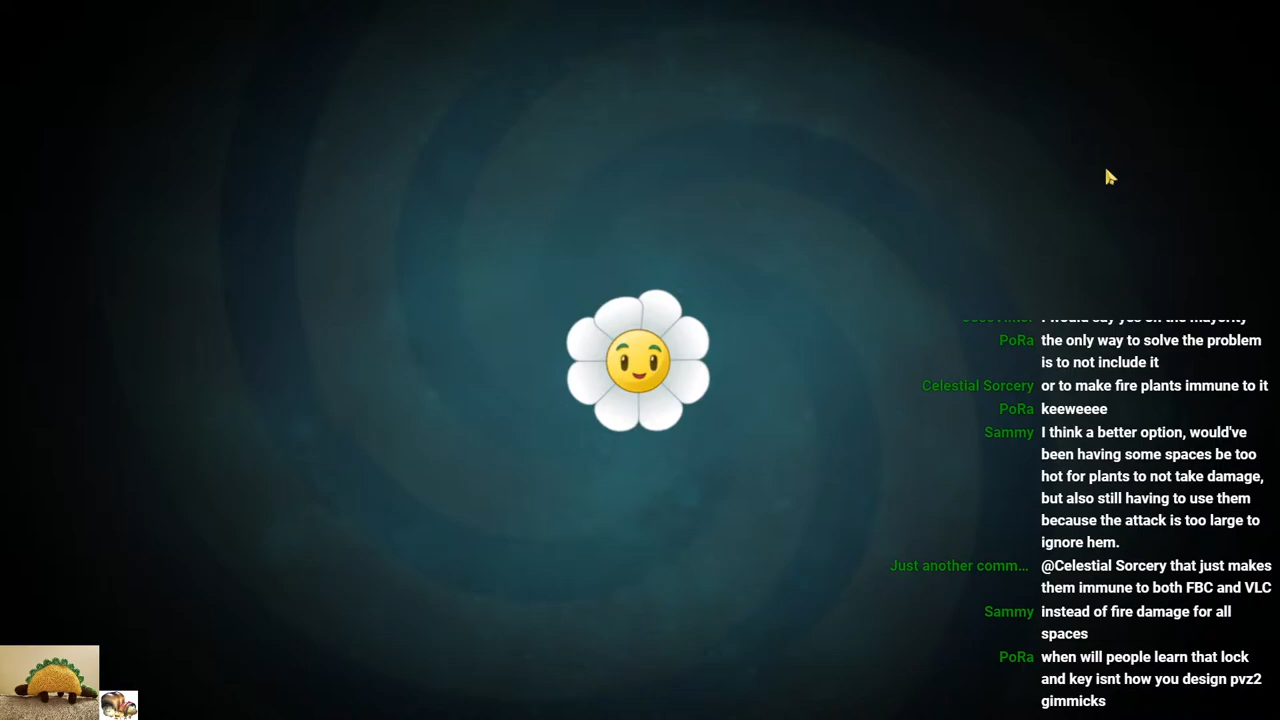 PoRa the only way to solve the problem
is to not include it
Celestial Sorcery or to make fire plants immune to it
PoRa keeweeee
Sammy I think a better option, would've
been having some spaces be too
hot for plants to not take damage,
but also still having to use them
because the attack is too large to
ignore hem.
Just another comm... @Celestial Sorcery that just makes
them immune to both FBC and VLC
Sammy instead of fire damage for all
spaces
PoRa when will people learn that lock
and key isnt how you design pvz2
gimmicks